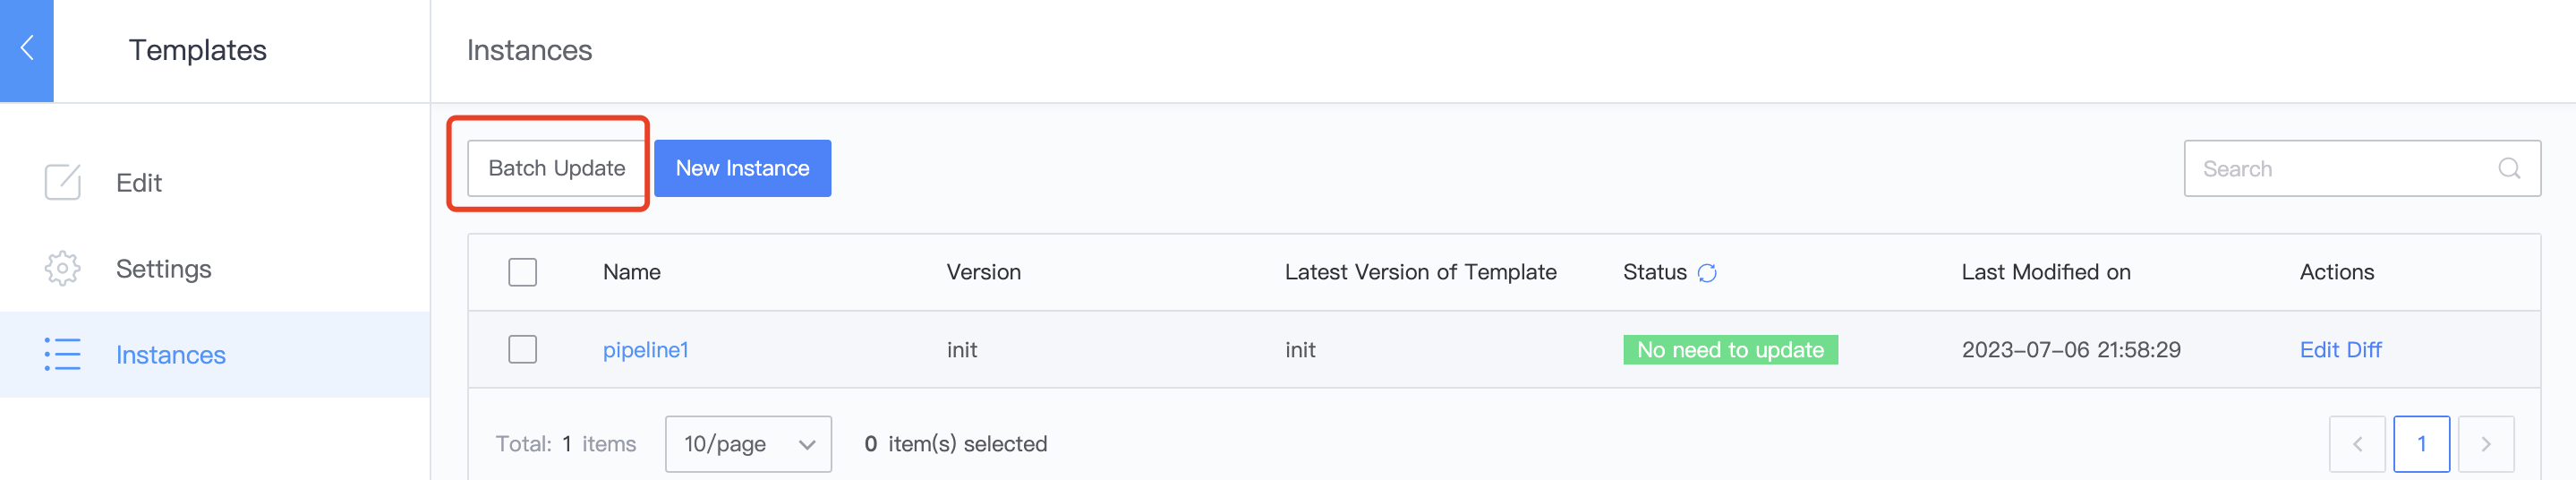 Templates
Instances
Edit
Settings
Instances
Batch Update
New Instance
Search
Name
Version
Latest Version of Template
Status
Last Modified on
Actions
pipeline1
init
init
No need to update
2023-07-06 21:58:29
Edit Diff
Total: 1 items
10/page
0 item(s) selected
1